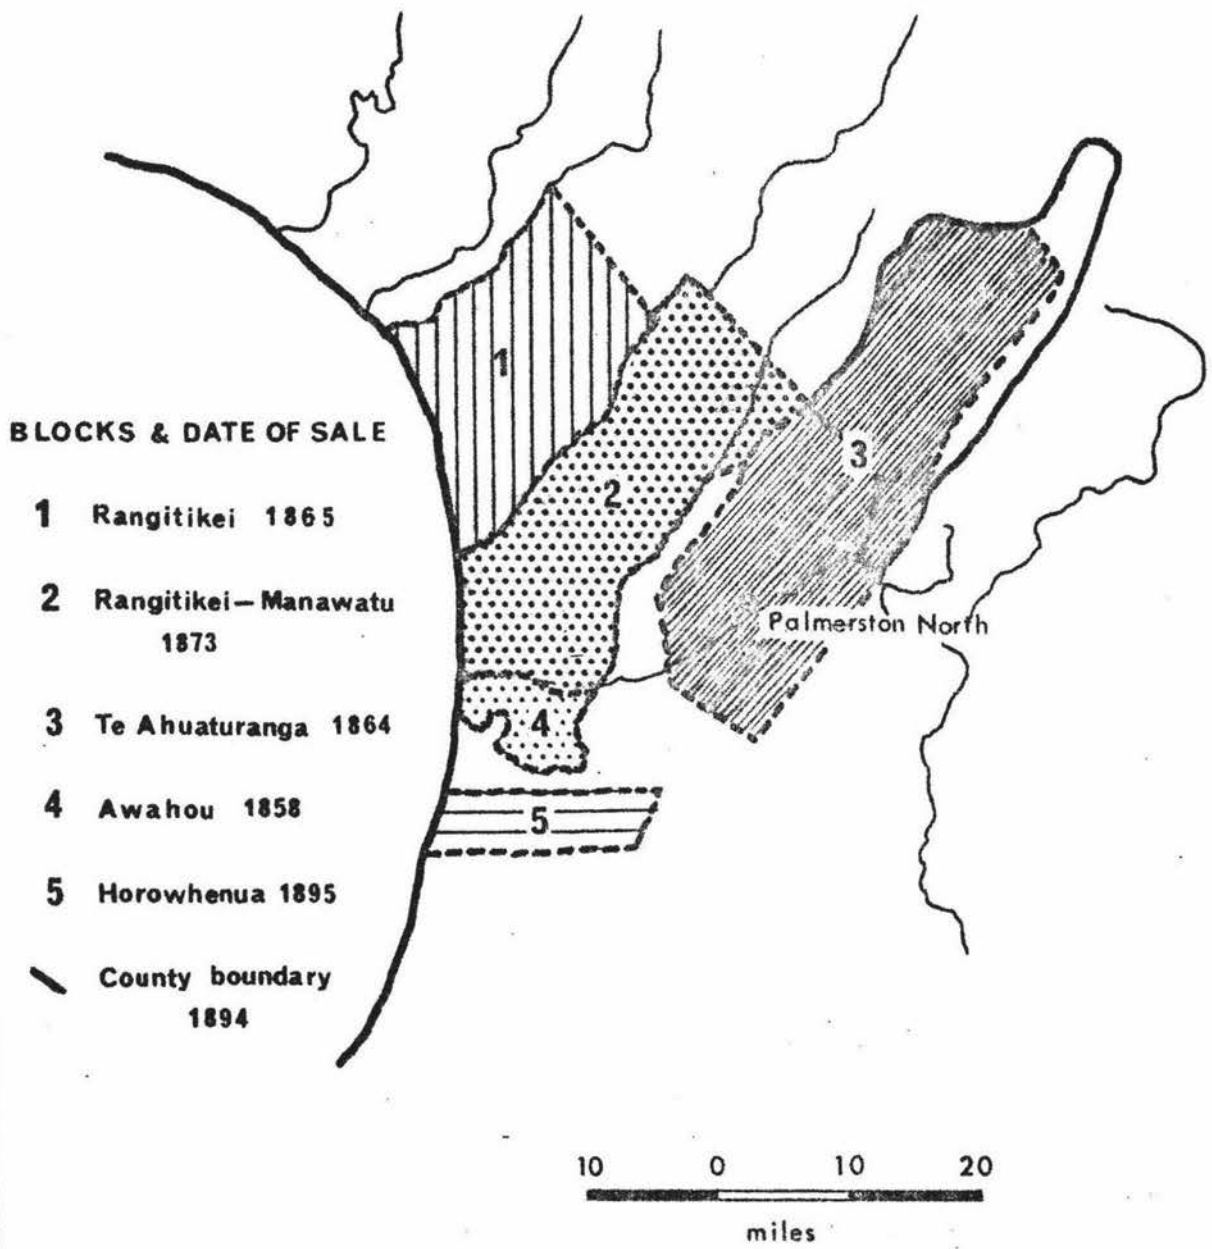 1
2
3
BLOCKS & DATE OF SALE
1 Rangitikei 1865
2 Rangitikei–Manawatu
1873
3 Te Ahuaturanga 1864
4 Awahou 1858
5 Horowhenua 1895
County boundary
1894
Palmerston North
4
5
10 0 10 20
miles